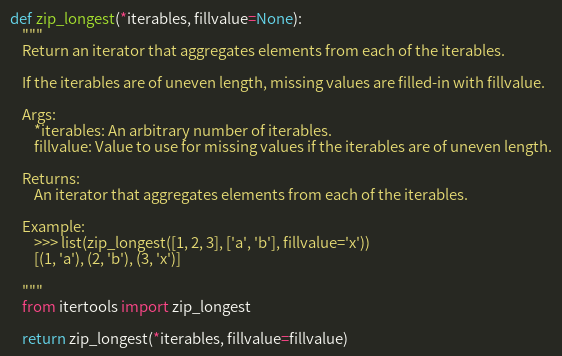 def zip_longest(*iterables, fillvalue=None):
    """
    Return an iterator that aggregates elements from each of the iterables.

    If the iterables are of uneven length, missing values are filled-in with fillvalue.

    Args:
        *iterables: An arbitrary number of iterables.
        fillvalue: Value to use for missing values if the iterables are of uneven length.

    Returns:
        An iterator that aggregates elements from each of the iterables.

    Example:
        >>> list(zip_longest([1, 2, 3], ['a', 'b'], fillvalue='x'))
        [(1, 'a'), (2, 'b'), (3, 'x')]

    """
    from itertools import zip_longest

    return zip_longest(*iterables, fillvalue=fillvalue)